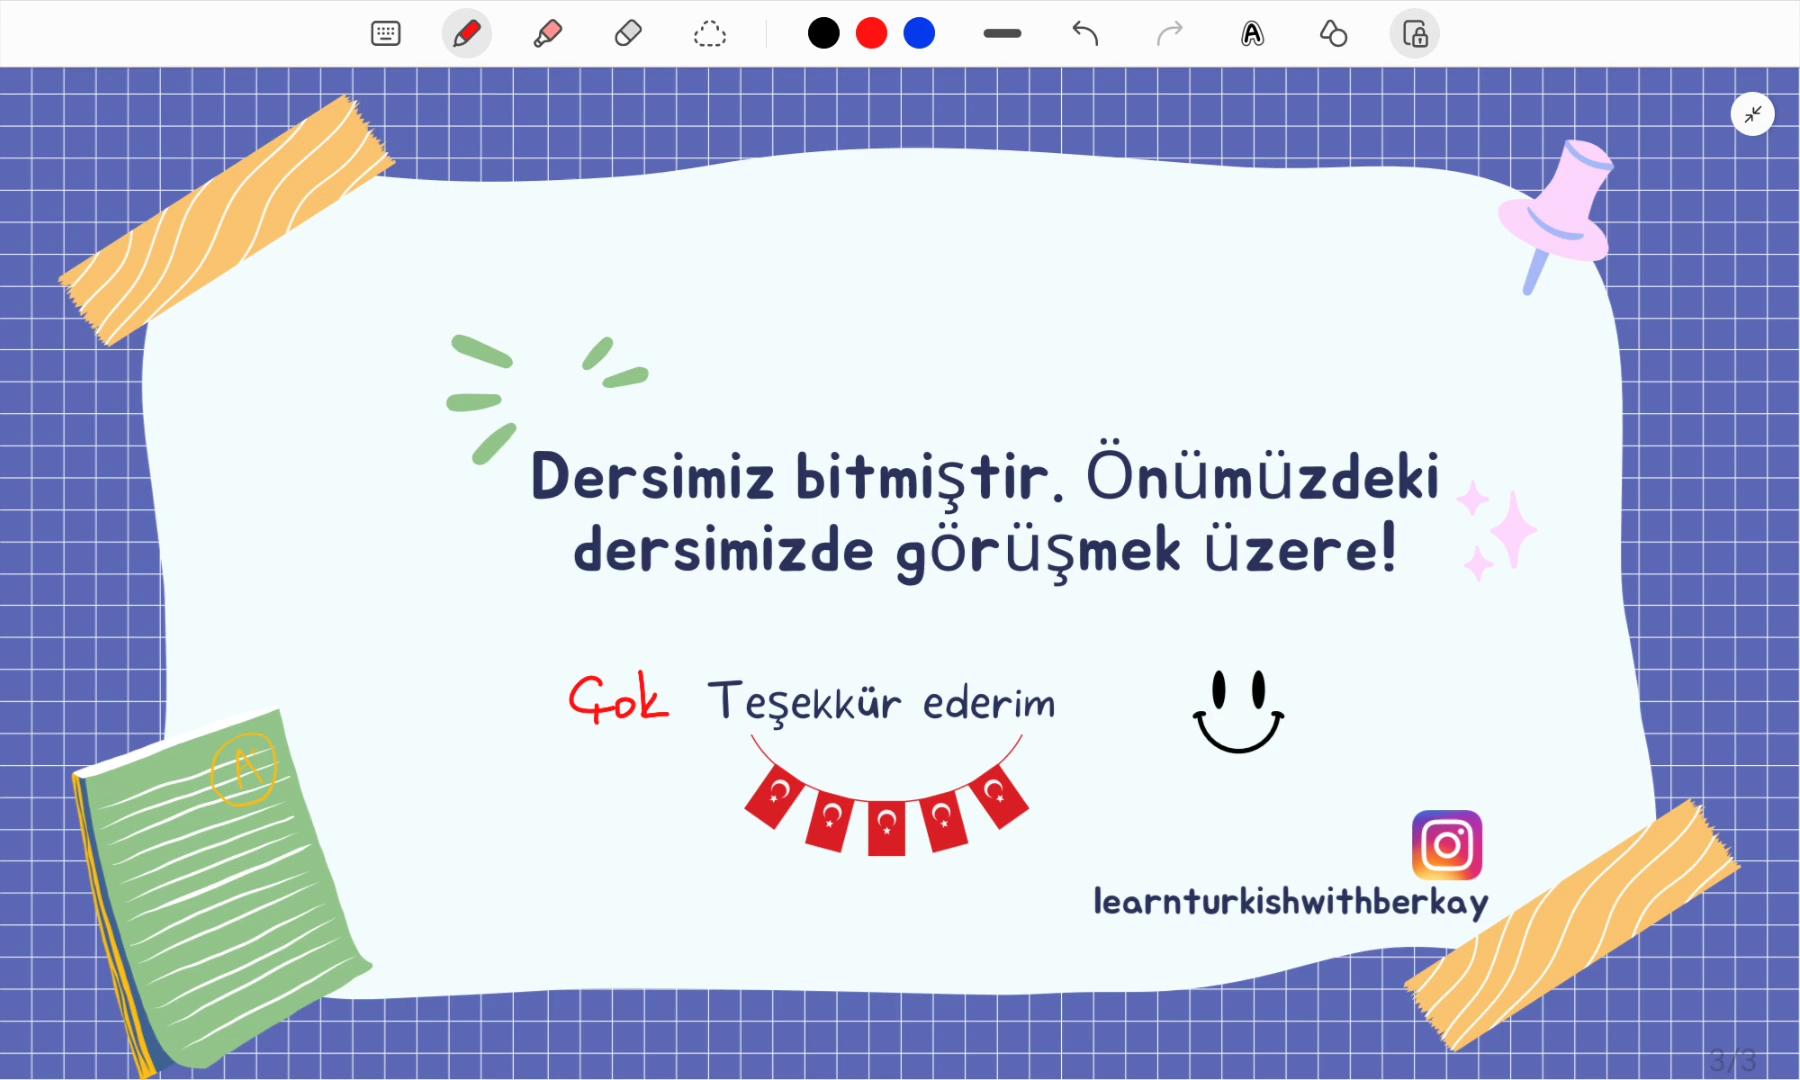 A
Dersimiz bitmiştir. Önümüzdeki
dersimizde görüşmek üzere!
Çok Teşekkür ederim
A
learnturkishwithberkay
3/3